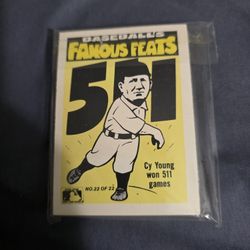 BASEBALL'S
FAMOUS FEATS
511
Cy Young
won 511
games
NO.22 OF 22